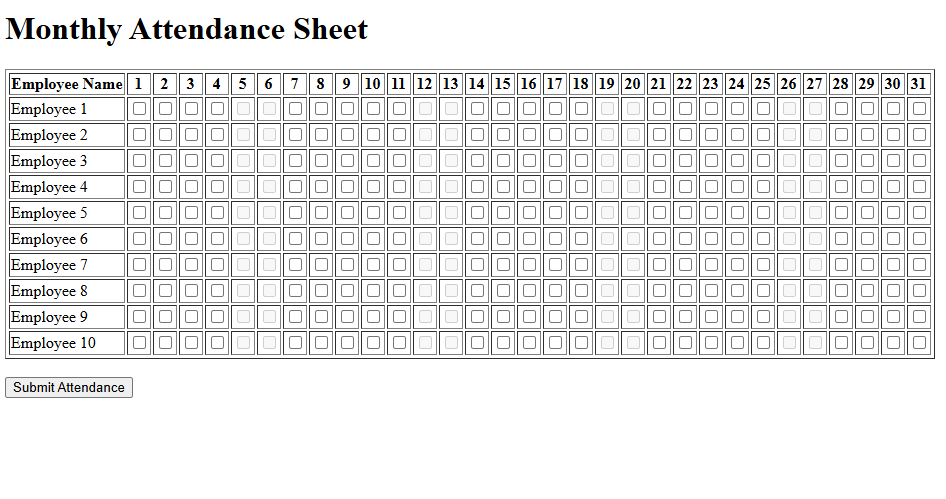 Monthly Attendance Sheet
Employee Name 1 2 3 4 5 6 7 8 9 10 11 12 13 14 15 16 17 18 19 20 21 22 23 24 25 26 27 28 29 30 31
Employee 1
Employee 2
Employee 3
Employee 4
Employee 5
Employee 6
Employee 7
Employee 8
Employee 9
Employee 10
Submit Attendance